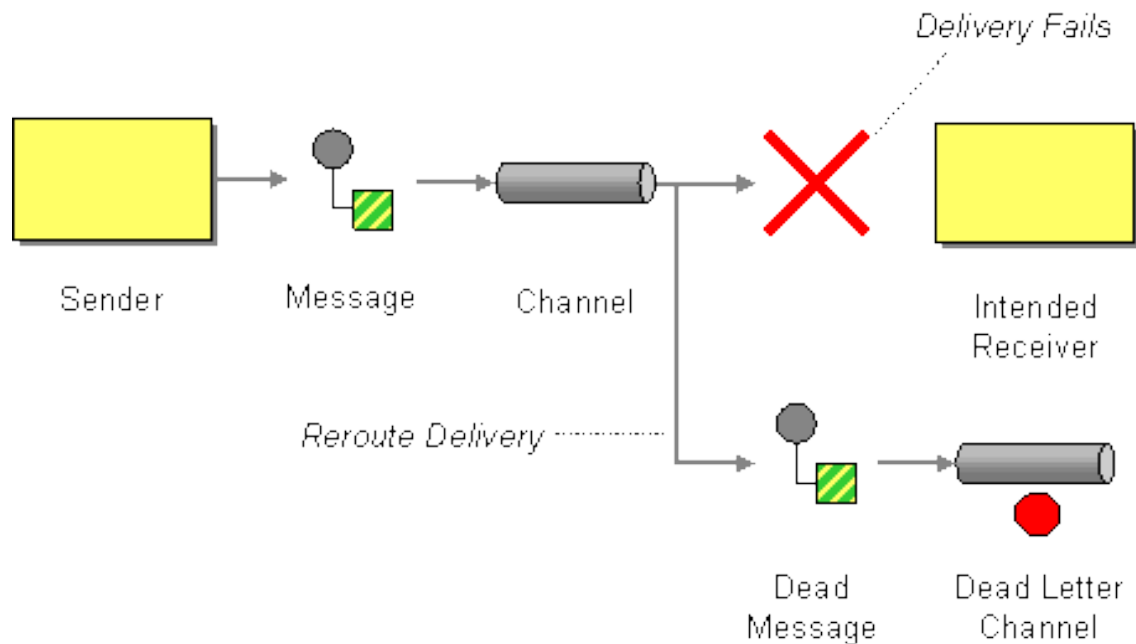 Delivery Fails
Sender
Message
Channel
Intended
Receiver
Reroute Delivery
Dead
Message
Dead Letter
Channel